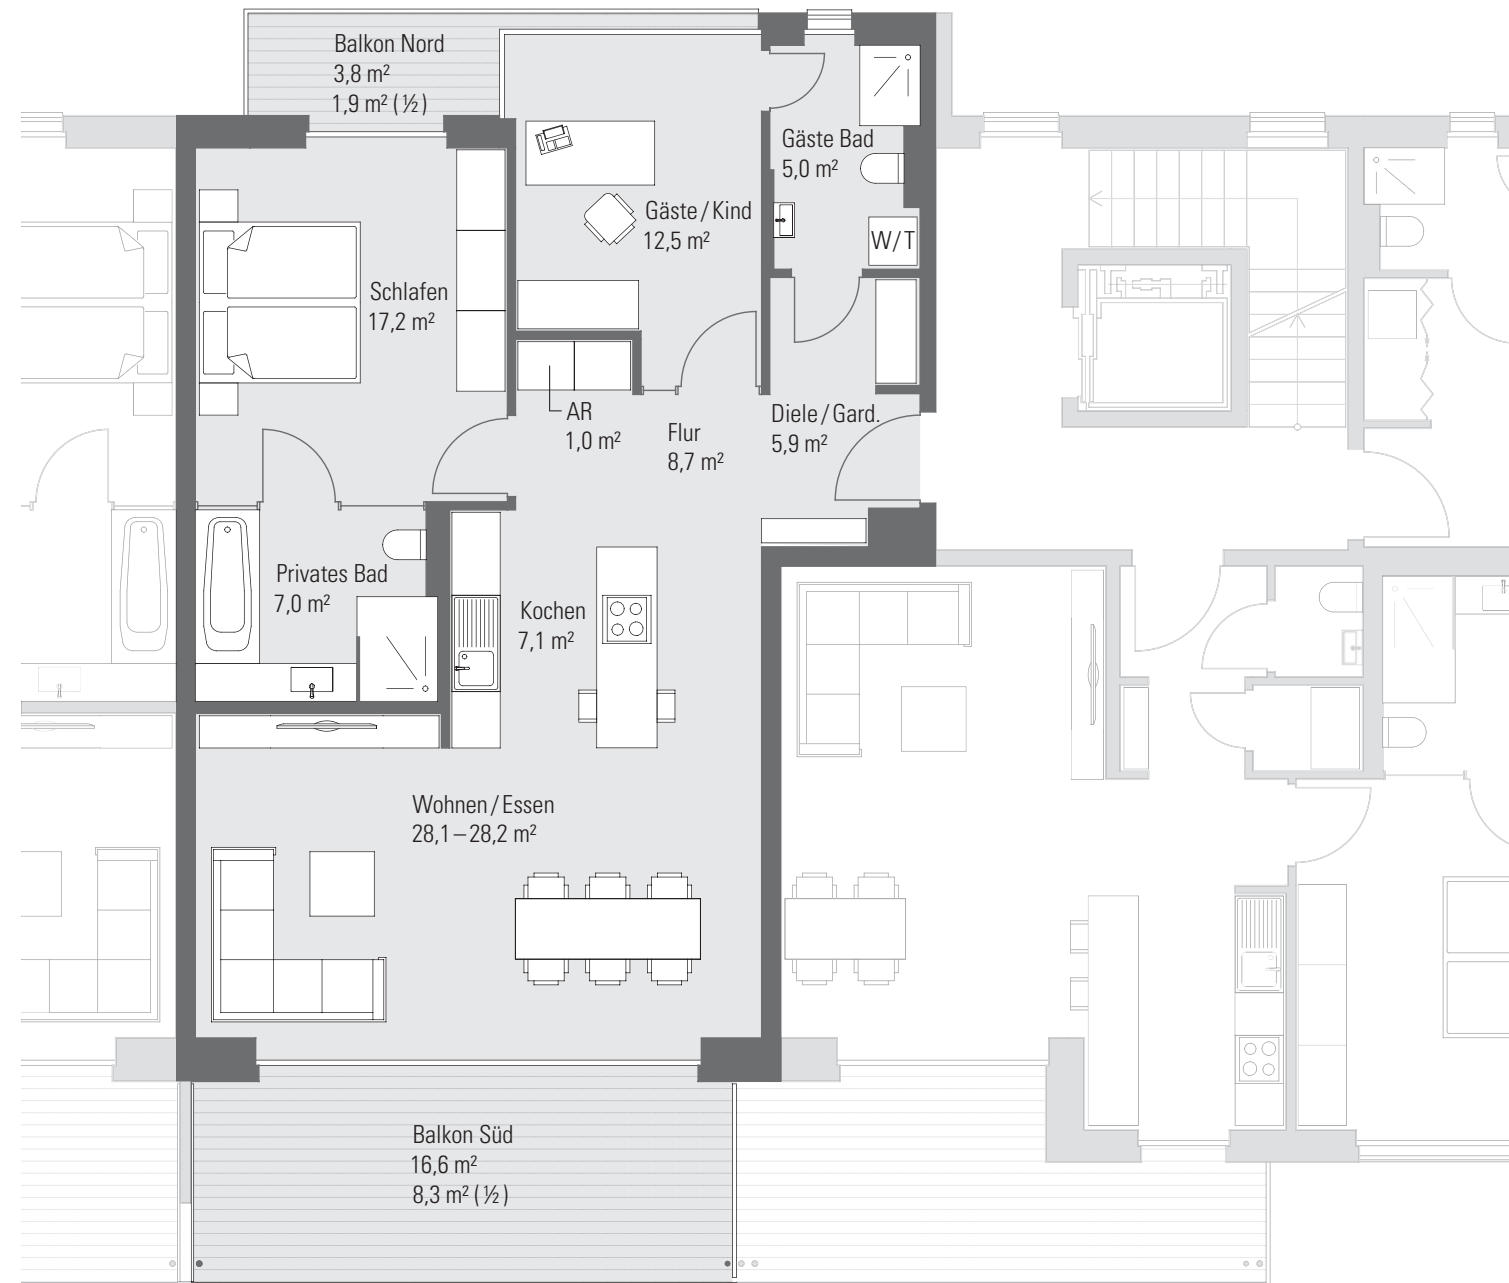 Balkon Nord
3,8 m²
1,9 m² (½)
Gäste Bad
5,0 m²
Gäste/Kind
12,5 m²
W/T
Schlafen
17,2 m²
AR
1,0 m²
Flur
8,7 m²
Diele/Gard.
5,9 m²
Privates Bad
7,0 m²
Kochen
7,1 m²
Wohnen/Essen
28,1–28,2 m²
Balkon Süd
16,6 m²
8,3 m² (½)